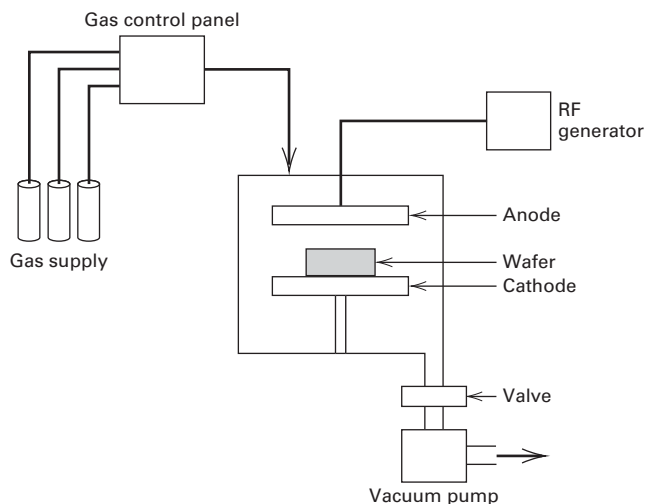 Gas control panel
RF
generator
Anode
Wafer
Cathode
Gas supply
Valve
Vacuum pump